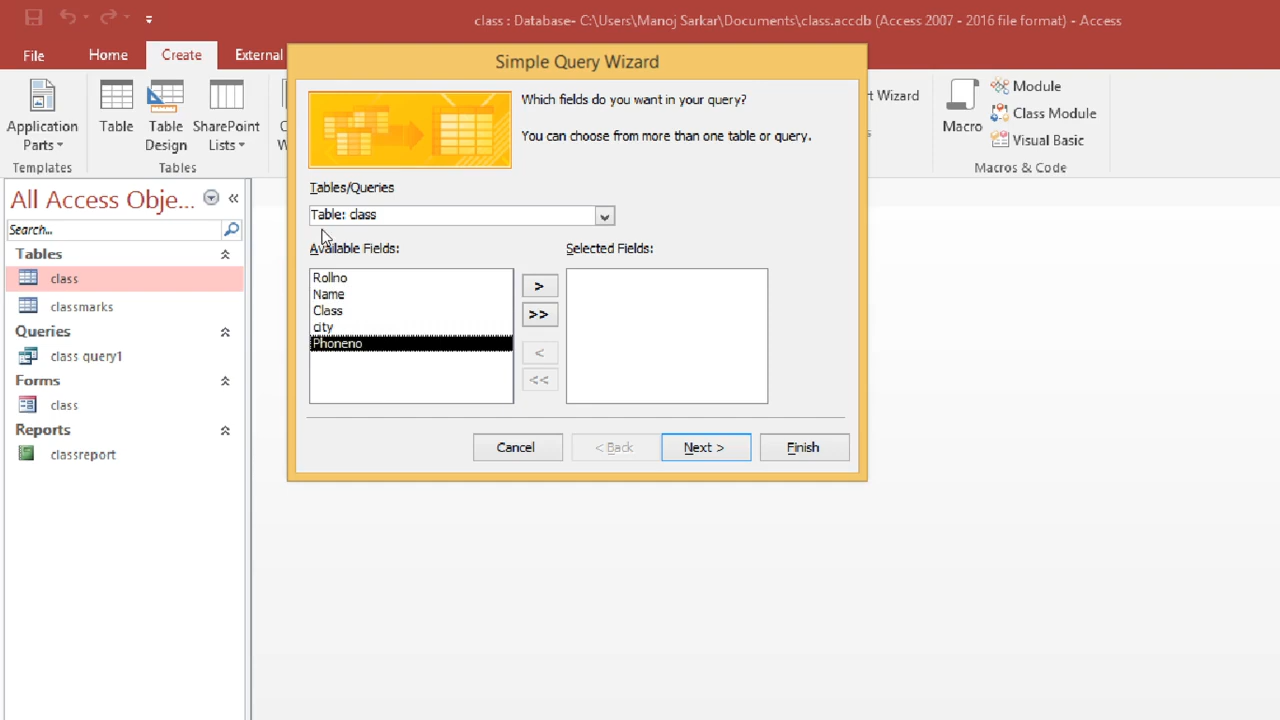 class : Database- C:\Users\Manoj Sarkar\Documents\class.accdb (Access 2007 - 2016 file format) - Access
File Home Create External
Simple Query Wizard
Application Parts
Table
Table Design
SharePoint Lists
rt Wizard
Macro
Module
Class Module
Visual Basic
Templates
Tables
Macros & Code
Which fields do you want in your query?
You can choose from more than one table or query.
Tables/Queries
Table: class
Available Fields:
Selected Fields:
Rollno
Name
Class
city
Phoneno
>
>>
<
<<
Cancel
< Back
Next >
Finish
All Access Obje...
Search...
Tables
class
classmarks
Queries
class query1
Forms
class
Reports
classreport